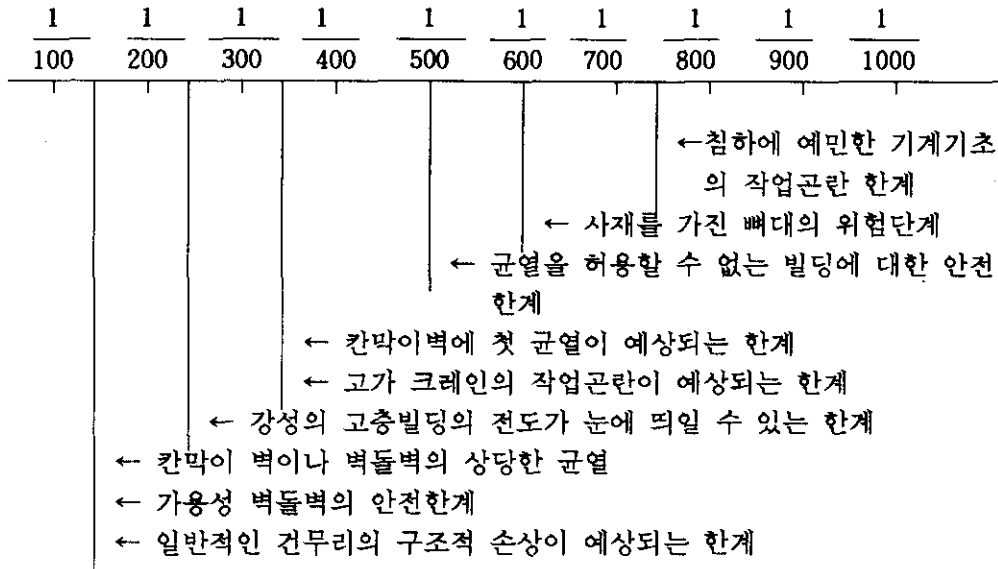 1 1 1 1 1 1 1 1 1 1
100 200 300 400 500 600 700 800 900 1000
←침하에 예민한 기계기초
의 작업곤란 한계
← 사재를 가진 뼈대의 위험단계
← 균열을 허용할 수 없는 빌딩에 대한 안전
한계
← 칸막이벽에 첫 균열이 예상되는 한계
← 고가 크레인의 작업곤란이 예상되는 한계
← 강성의 고층빌딩의 전도가 눈에 띄일 수 있는 한계
← 칸막이 벽이나 벽돌벽의 상당한 균열
← 가용성 벽돌벽의 안전한계
← 일반적인 건무리의 구조적 손상이 예상되는 한계